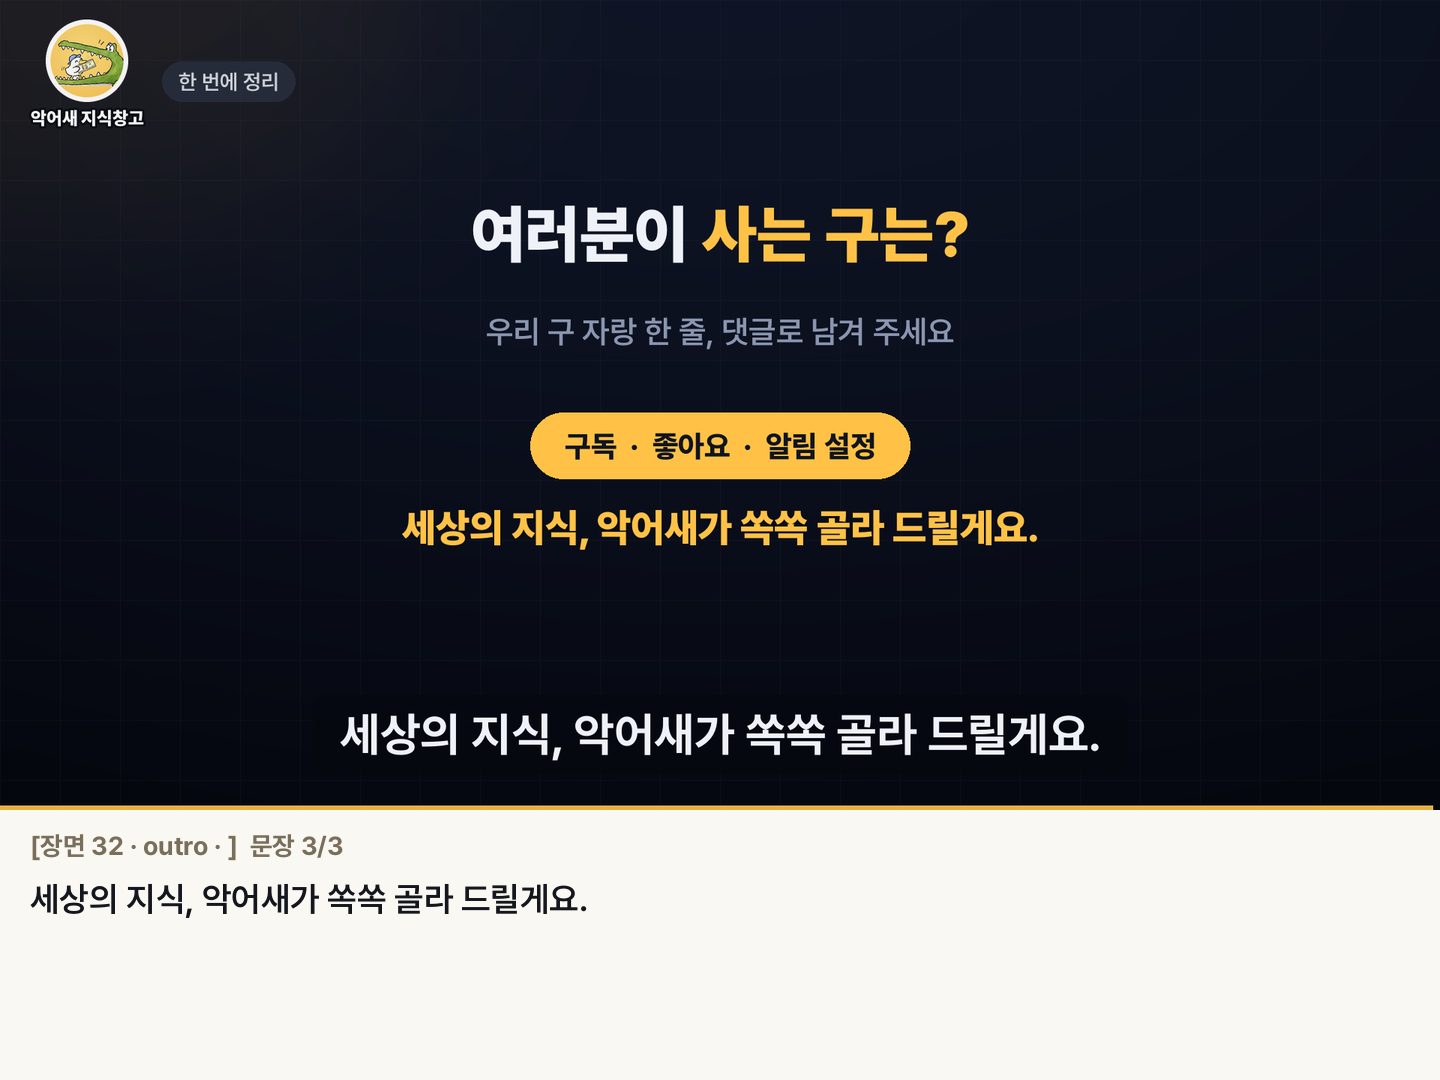 악어새 지식창고
한 번에 정리
여러분이 사는 구는?
우리 구 자랑 한 줄, 댓글로 남겨 주세요
구독 · 좋아요 · 알림 설정
세상의 지식, 악어새가 쏙쏙 골라 드릴게요.
세상의 지식, 악어새가 쏙쏙 골라 드릴게요.
[장면 32 · outro · ] 문장 3/3
세상의 지식, 악어새가 쏙쏙 골라 드릴게요.